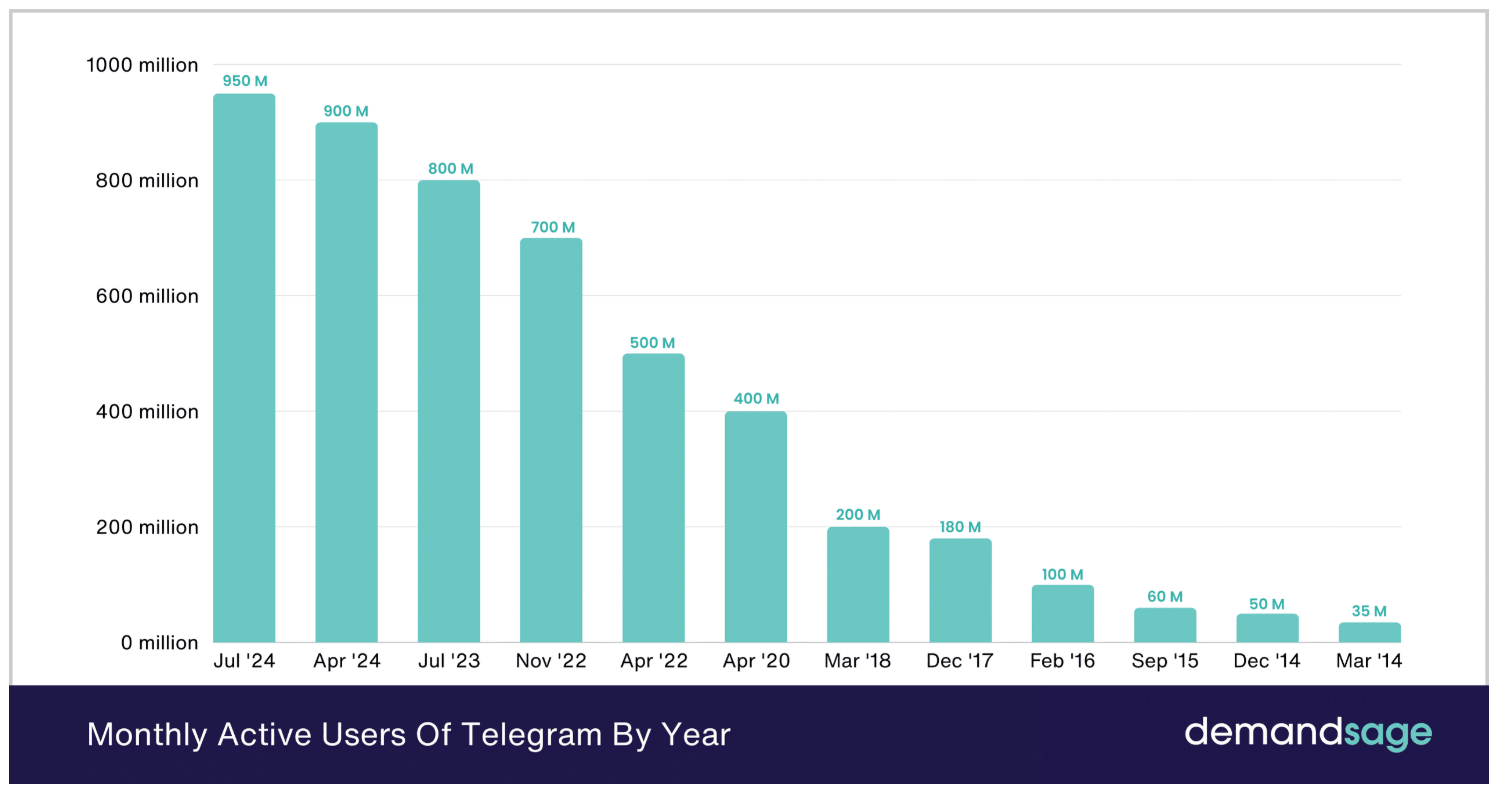 1000 million
800 million
600 million
400 million
200 million
0 million
950 M
900 M
800 M
700 M
500 M
400 M
200 M
180 M
100 M
60 M
50 M
35 M
Jul '24 Apr '24 Jul '23 Nov '22 Apr '22 Apr '20 Mar '18 Dec '17 Feb '16 Sep '15 Dec '14 Mar '14
Monthly Active Users Of Telegram By Year
demandsage